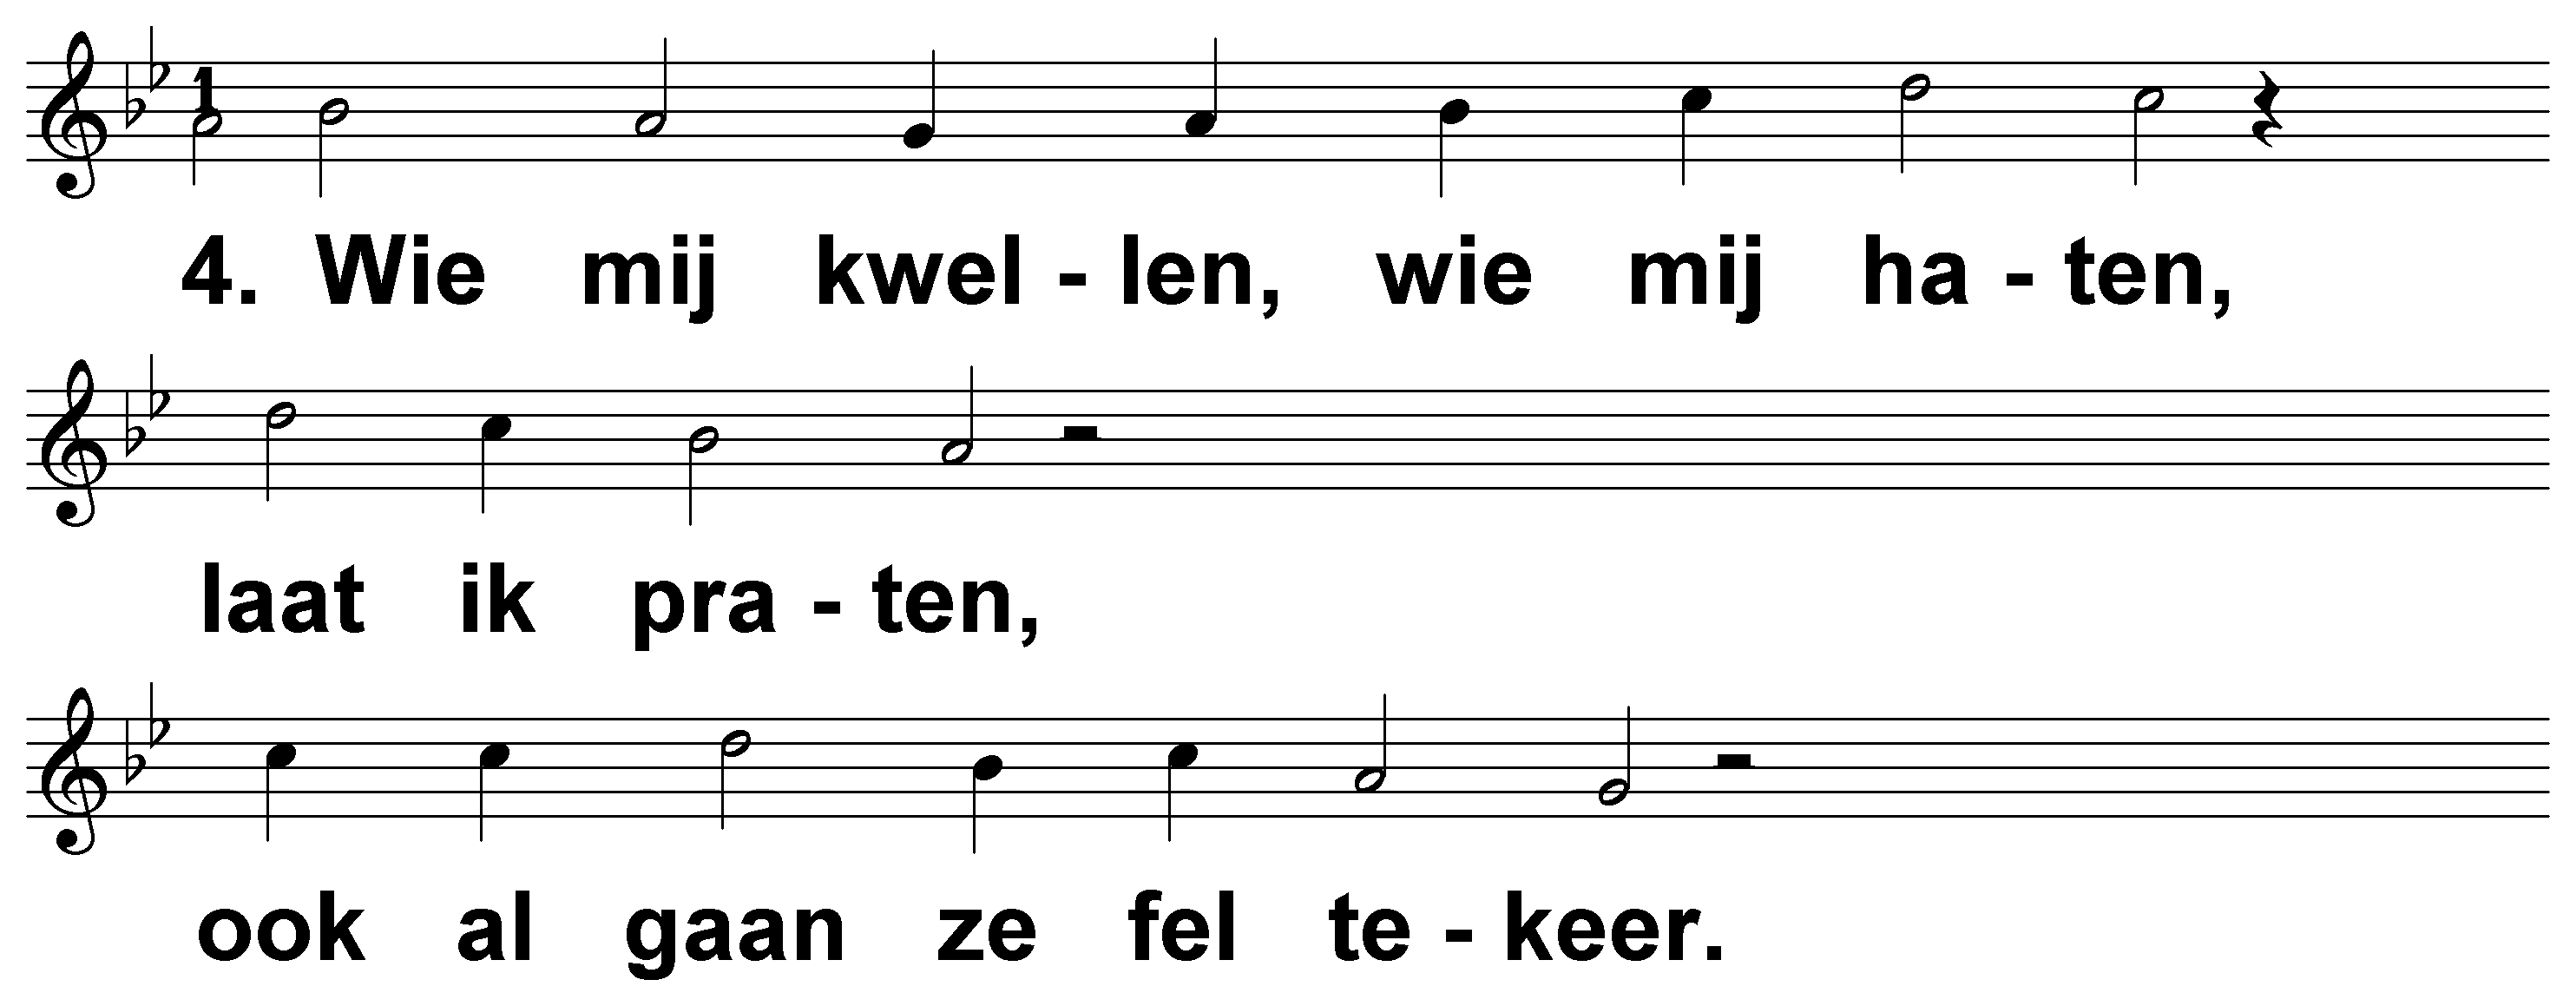 1
4. Wie mij kwel - len, wie mij ha - ten,
laat ik pra - ten,
ook al gaan ze fel te - keer.